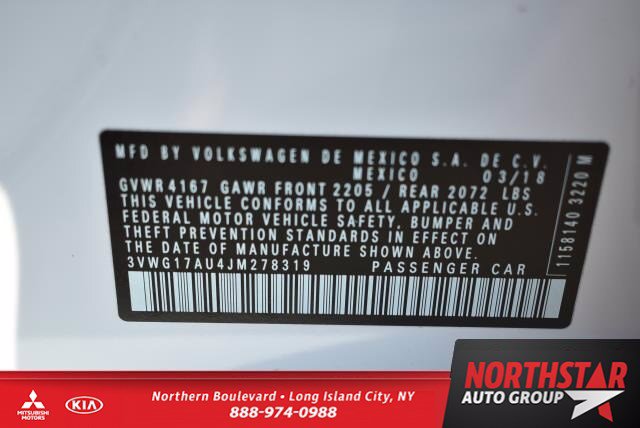 MFD BY VOLKSWAGEN DE MEXICO S.A. DE C.V.
MEXICO 03/18
GVWR 4167 GAWR FRONT 2205 / REAR 2072 LBS
THIS VEHICLE CONFORMS TO ALL APPLICABLE U.S.
FEDERAL MOTOR VEHICLE SAFETY, BUMPER AND
THEFT PREVENTION STANDARDS IN EFFECT ON
THE DATE OF MANUFACTURE SHOWN ABOVE.
3VWG17AU4JM278319 PASSENGER CAR
1158140 3220 M
MITSUBISHI
MOTORS
KIA
Northern Boulevard • Long Island City, NY
888-974-0988
NORTHSTAR
AUTO GROUP